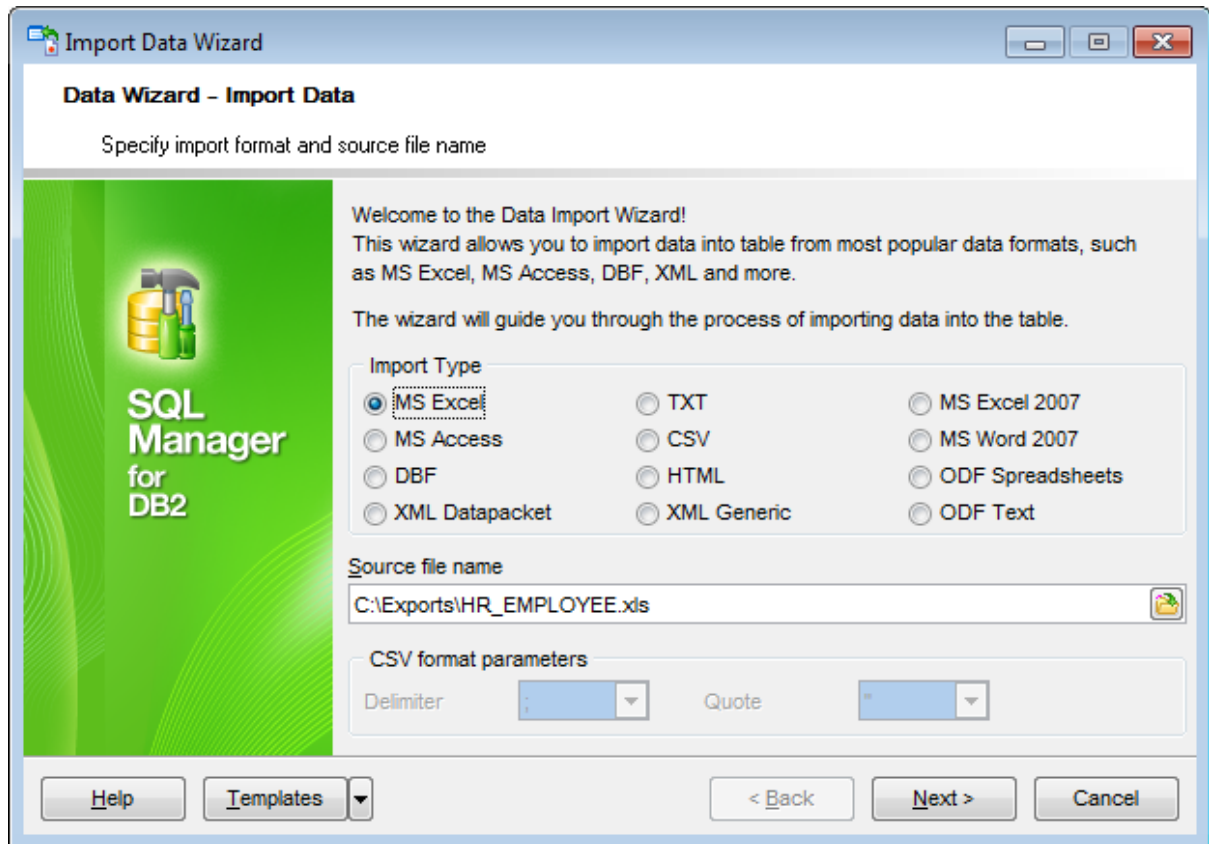 Import Data Wizard
Data Wizard - Import Data
Specify import format and source file name
SQL
Manager
for
DB2
Welcome to the Data Import Wizard!
This wizard allows you to import data into table from most popular data formats, such
as MS Excel, MS Access, DBF, XML and more.
The wizard will guide you through the process of importing data into the table.
Import Type
MS Excel TXT MS Excel 2007
MS Access CSV MS Word 2007
DBF HTML ODF Spreadsheets
XML Datapacket XML Generic ODF Text
Source file name
C:\Exports\HR_EMPLOYEE.xls
CSV format parameters
Delimiter ; Quote "
Help Templates < Back Next > Cancel